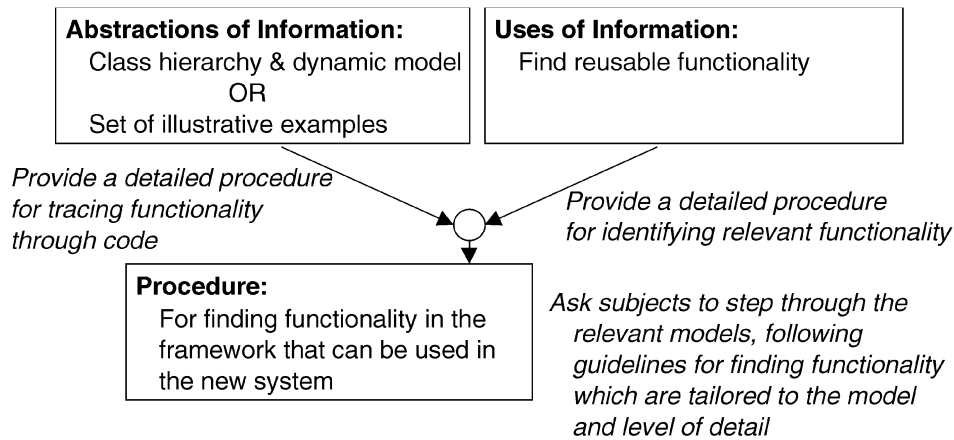 Abstractions of Information:
Class hierarchy & dynamic model
OR
Set of illustrative examples
Uses of Information:
Find reusable functionality
Provide a detailed procedure
for tracing functionality
through code
Provide a detailed procedure
for identifying relevant functionality
Procedure:
For finding functionality in the
framework that can be used in
the new system
Ask subjects to step through the
relevant models, following
guidelines for finding functionality
which are tailored to the model
and level of detail